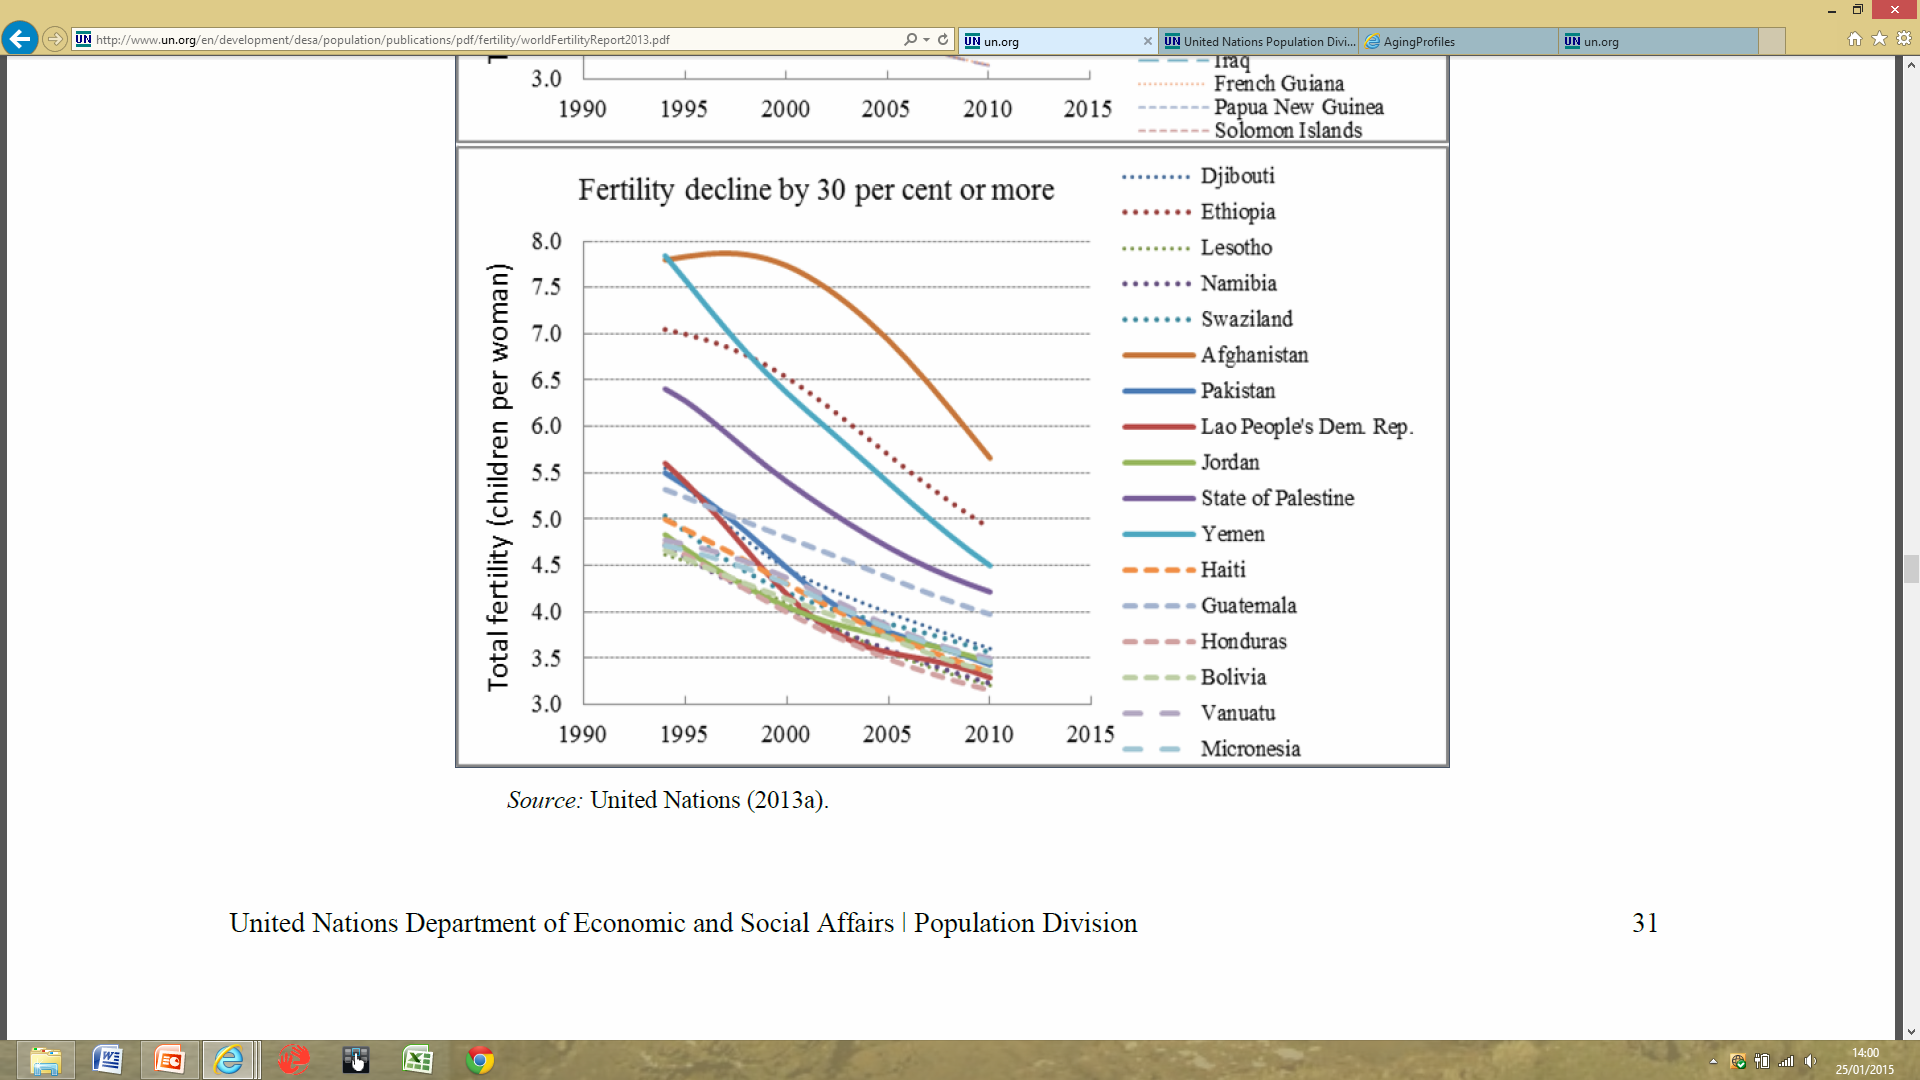 http://www.un.org/en/development/desa/population/publications/pdf/fertility/worldFertilityReport2013.pdf
un.org
United Nations Population Divi...
AgingProfiles
un.org
3.0
1990 1995 2000 2005 2010 2015
Iraq
French Guiana
Papua New Guinea
Solomon Islands
Fertility decline by 30 per cent or more
Total fertility (children per woman)
8.0
7.5
7.0
6.5
6.0
5.5
5.0
4.5
4.0
3.5
3.0
1990 1995 2000 2005 2010 2015
Djibouti
Ethiopia
Lesotho
Namibia
Swaziland
Afghanistan
Pakistan
Lao People's Dem. Rep.
Jordan
State of Palestine
Yemen
Haiti
Guatemala
Honduras
Bolivia
Vanuatu
Micronesia
Source: United Nations (2013a).
United Nations Department of Economic and Social Affairs | Population Division 31
14:00
25/01/2015